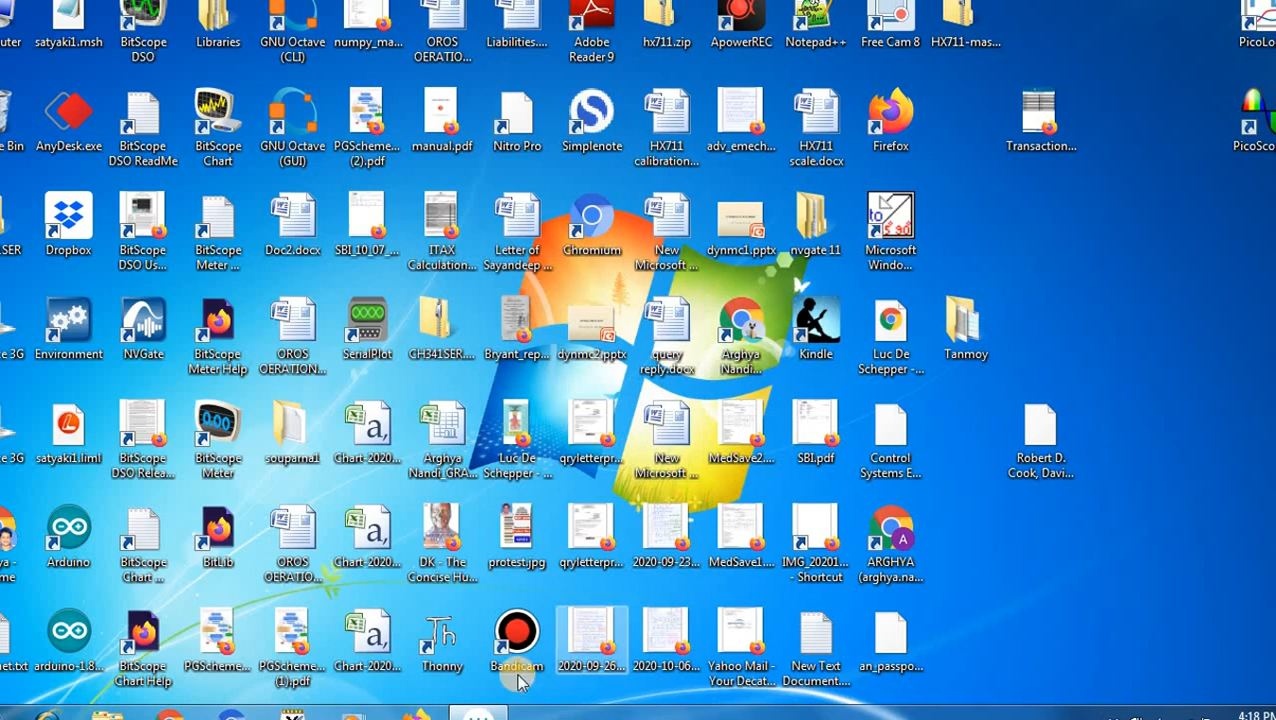 uter
satyaki1.msh
BitScope
DSO
Libraries
GNU Octave
(CLI)
numpy_ma...
OROS
OERATIO...
Liabilities....
Adobe
Reader 9
hx711.zip
ApowerREC
Notepad++
Free Cam 8
HX711-mas...
PicoLo
e Bin
AnyDesk.exe
BitScope
DSO ReadMe
BitScope
Chart
GNU Octave
(GUI)
PGScheme...
(2).pdf
manual.pdf
Nitro Pro
Simplenote
HX711
calibration...
adv_emech...
HX711
scale.docx
Firefox
Transaction...
PicoSco
SER
Dropbox
BitScope
DSO Us...
BitScope
Meter ...
Doc2.docx
SBI_10_07_...
ITAX
Calculation...
Letter of
Sayandeep ...
Chromium
New
Microsoft ...
dynmc1.pptx
nvgate 11
Microsoft
Windo...
e 3G
Environment
NVGate
BitScope
Meter Help
OROS
OERATION...
SerialPlot
CH341SER....
Bryant_rep...
dynmc2.pptx
query
reply.docx
Arghya
Nandi...
Kindle
Luc De
Schepper -...
Tanmoy
e 3G
satyaki1.liml
BitScope
DSO Relea...
0.00
BitScope
Meter
souparna1
Chart-2020...
Arghya
Nandi_GRA...
Luc De
Schepper - ...
qryletterpr...
New
Microsoft ...
MedSave2....
SBI.pdf
Control
Systems E...
Robert D.
Cook, Davi...
ya -
me
Arduino
BitScope
Chart ...
BitLib
OROS
OERATIO...
Chart-2020...
DK - The
Concise Hu...
protest.jpg
qryletterpr...
2020-09-23...
MedSave1....
IMG_20201...
- Shortcut
A
ARGHYA
(arghya.na...
net.txt
arduino-1.8...
BitScope
Chart Help
PGScheme...
PGScheme...
(1).pdf
Chart-2020...
Th
Thonny
Bandicam
2020-09-26...
2020-10-06...
Yahoo Mail -
Your Decat...
New Text
Document....
an_passpo...
4:18 PM